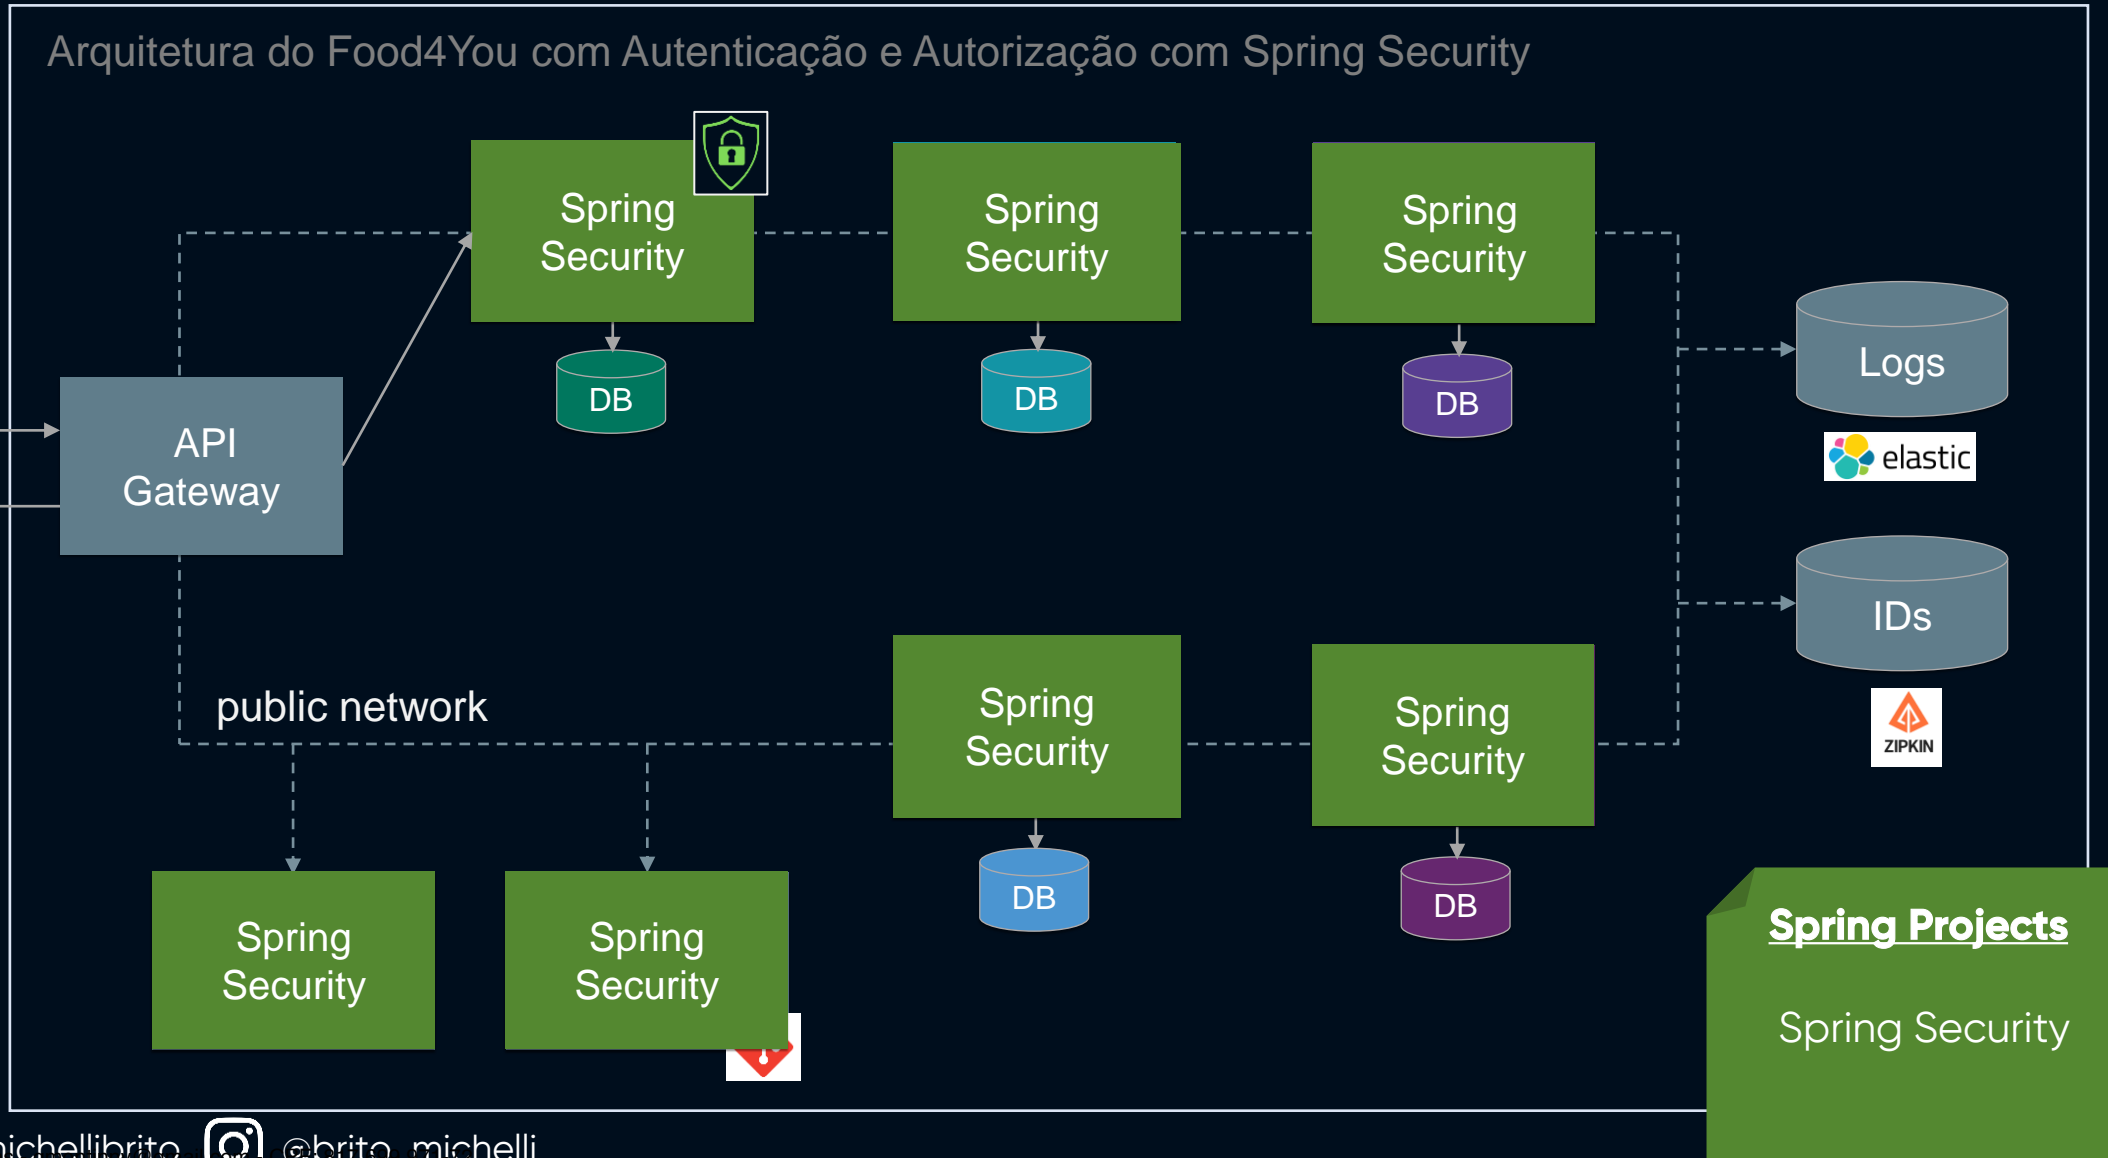 Arquitetura do Food4You com Autenticação e Autorização com Spring Security
Spring
Security
Spring
Security
Spring
Security
DB
DB
DB
API
Gateway
Logs
elastic
IDs
ZIPKIN
public network
Spring
Security
Spring
Security
DB
DB
Spring
Security
Spring
Security
Spring Projects
Spring Security
@brito_michelli